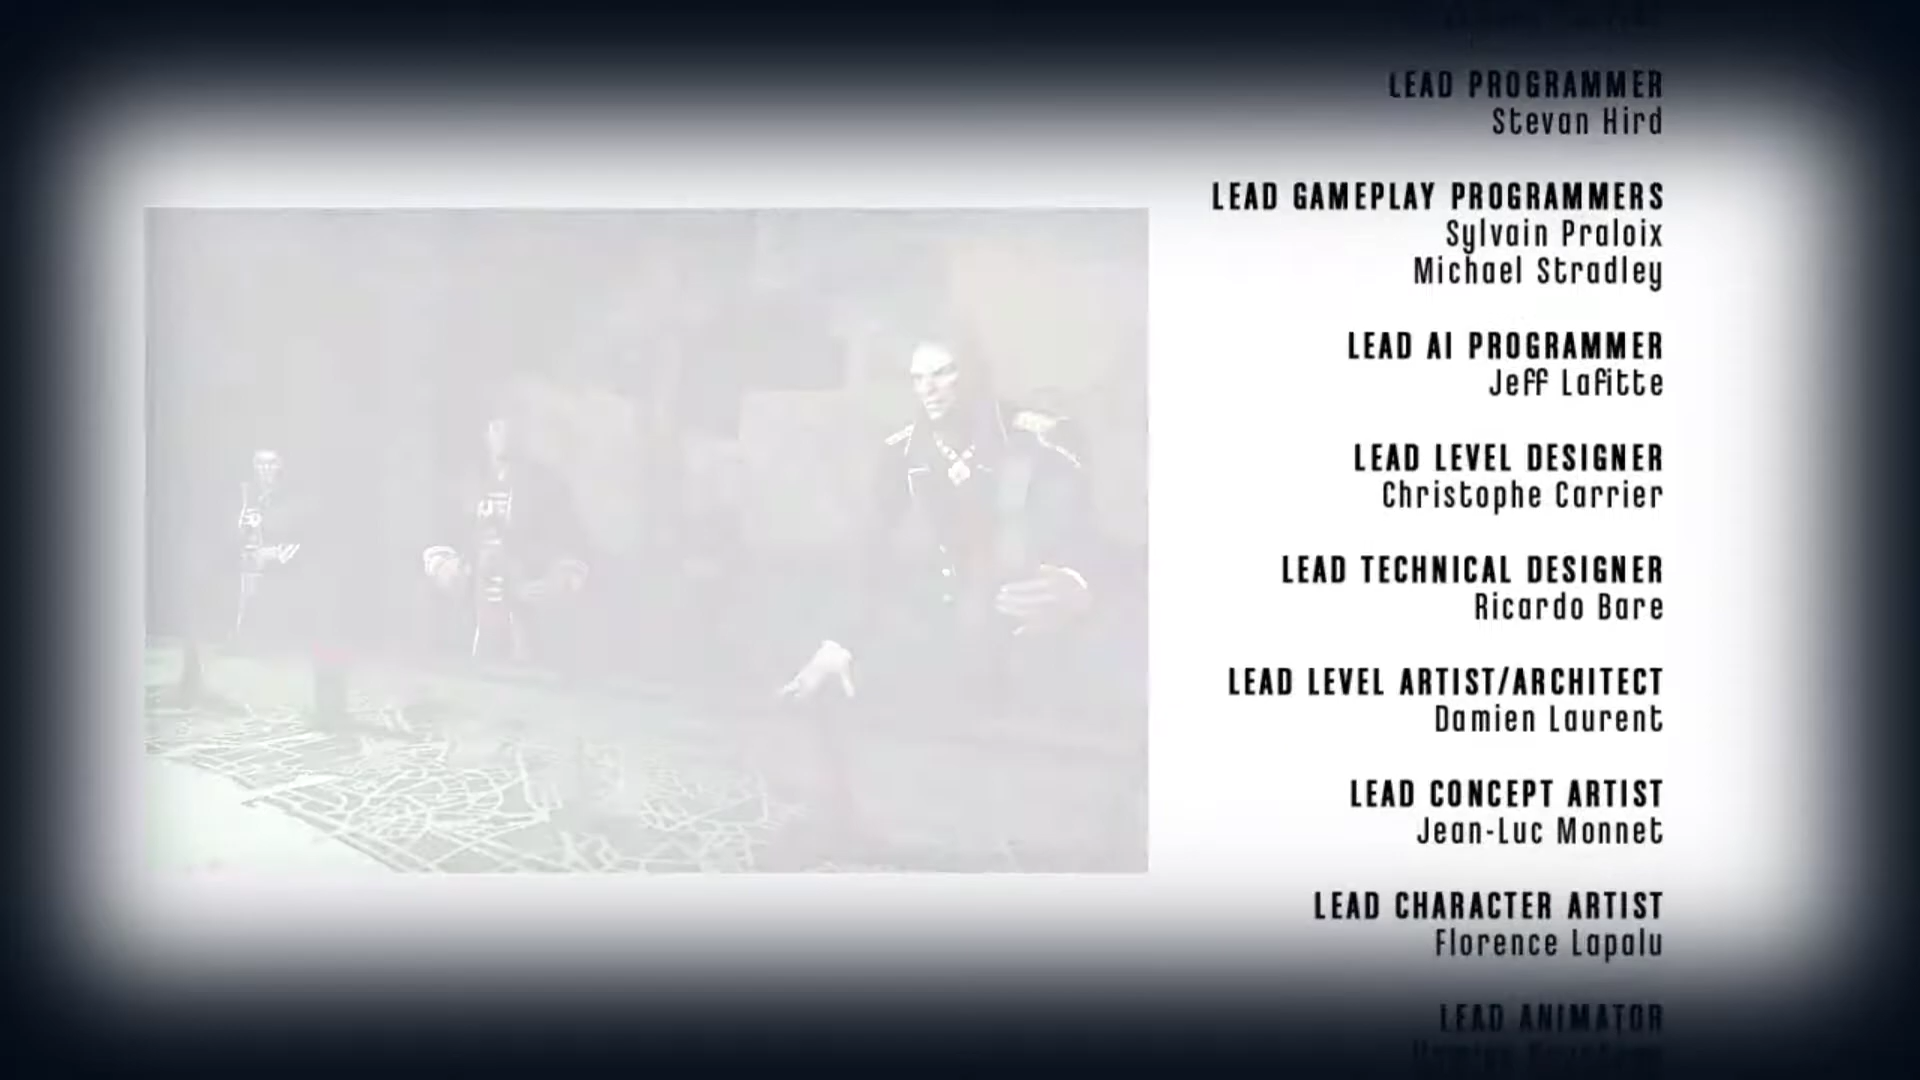 LEAD PROGRAMMER
Stevan Hird
LEAD GAMEPLAY PROGRAMMERS
Sylvain Praloix
Michael Stradley
LEAD AI PROGRAMMER
Jeff Lafitte
LEAD LEVEL DESIGNER
Christophe Carrier
LEAD TECHNICAL DESIGNER
Ricardo Bare
LEAD LEVEL ARTIST/ARCHITECT
Damien Laurent
LEAD CONCEPT ARTIST
Jean-Luc Monnet
LEAD CHARACTER ARTIST
Florence Lapalu
LEAD ANIMATOR